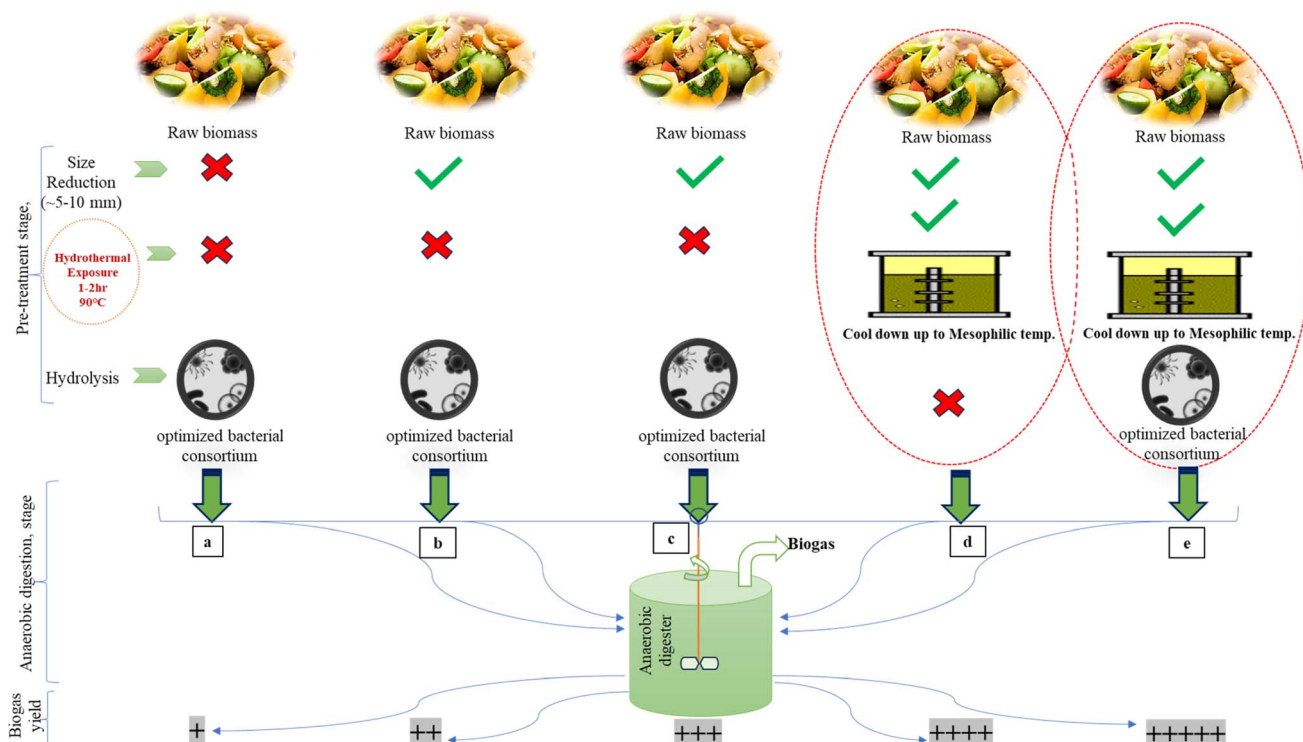 Raw biomass
Raw biomass
Raw biomass
Raw biomass
Raw biomass
Pre-treatment stage,
Size
Reduction
(~5-10 mm)
Hydrothermal
Exposure
1-2hr
90°C
Cool down up to Mesophilic temp.
Cool down up to Mesophilic temp.
Hydrolysis
optimized bacterial
consortium
optimized bacterial
consortium
optimized bacterial
consortium
optimized bacterial
consortium
Anaerobic digestion, stage
a
b
c
d
e
Biogas
Anaerobic
digester
Biogas
yield
+
++
+++
++++
+++++